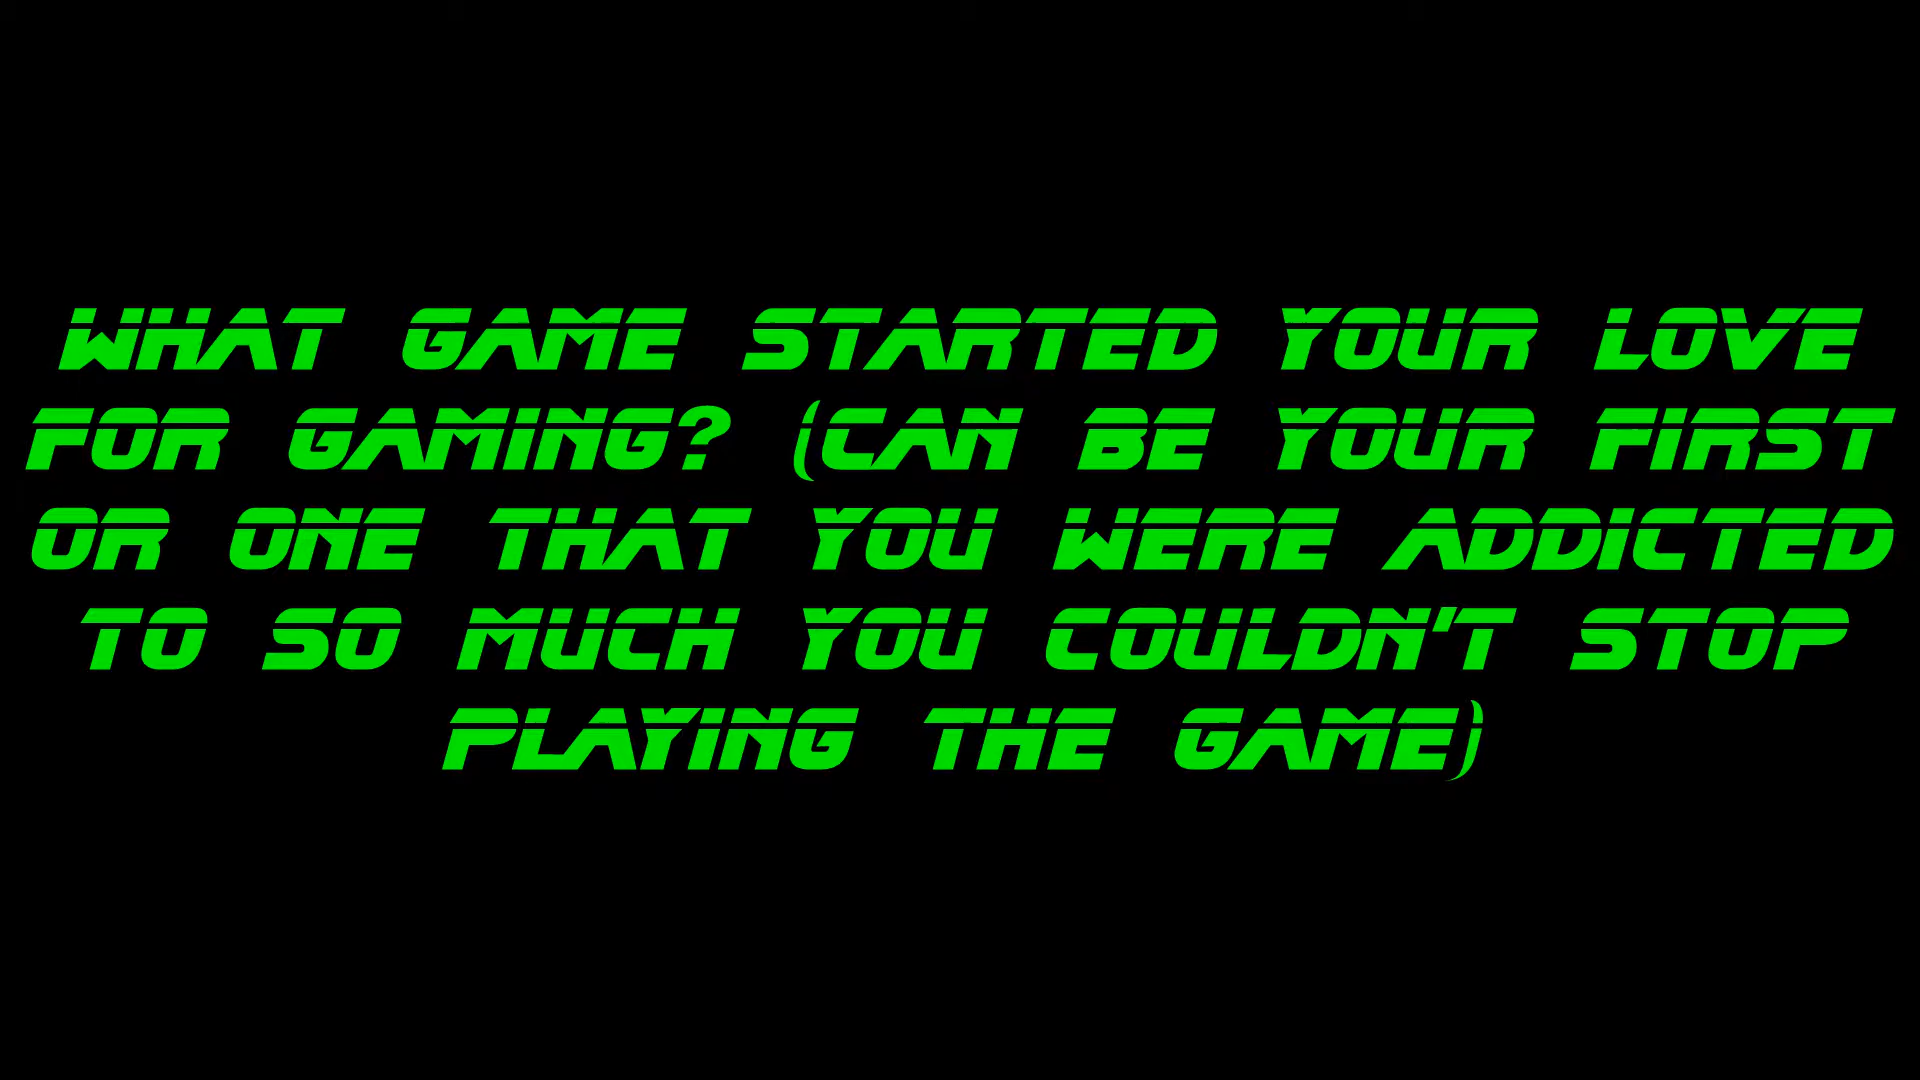 WHAT GAME STARTED YOUR LOVE
FOR GAMING? (CAN BE YOUR FIRST
OR ONE THAT YOU WERE ADDICTED
TO SO MUCH YOU COULDN'T STOP
PLAYING THE GAME)